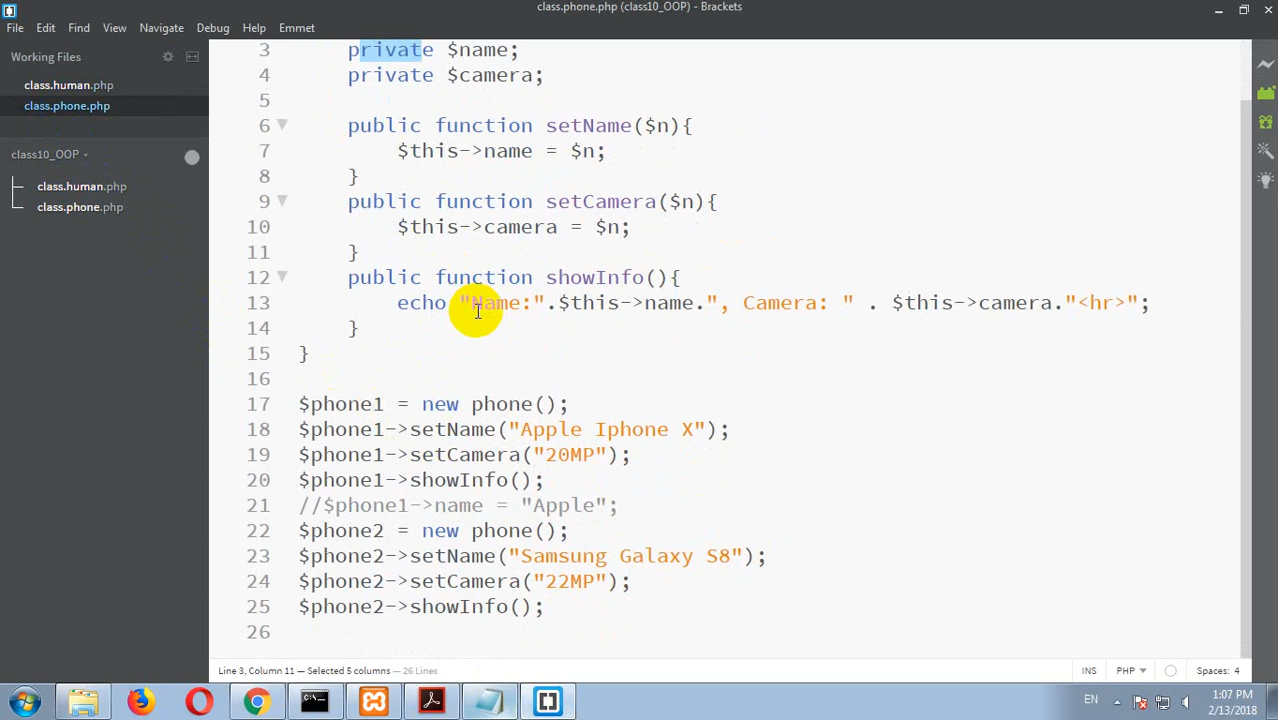 class.phone.php (class10_OOP) - Brackets
File Edit Find View Navigate Debug Help Emmet
Working Files
class.human.php
class.phone.php
class10_OOP
class.human.php
class.phone.php
3 private $name;
4 private $camera;
5
6 public function setName($n){
7 $this->name = $n;
8 }
9 public function setCamera($n){
10 $this->camera = $n;
11 }
12 public function showInfo(){
13 echo "Name:".$this->name.", Camera: " . $this->camera."<hr>";
14 }
15 }
16
17 $phone1 = new phone();
18 $phone1->setName("Apple Iphone X");
19 $phone1->setCamera("20MP");
20 $phone1->showInfo();
21 //$phone1->name = "Apple";
22 $phone2 = new phone();
23 $phone2->setName("Samsung Galaxy S8");
24 $phone2->setCamera("22MP");
25 $phone2->showInfo();
26
Line 3, Column 11 — Selected 5 columns — 26 Lines
INS PHP Spaces: 4
EN
1:07 PM
2/13/2018